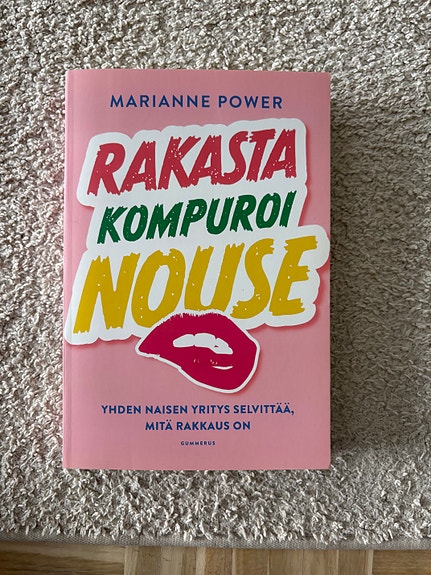 MARIANNE POWER
RAKASTA
KOMPUROI
NOUSE
YHDEN NAISEN YRITYS SELVITTÄÄ,
MITÄ RAKKAUS ON
GUMMERUS